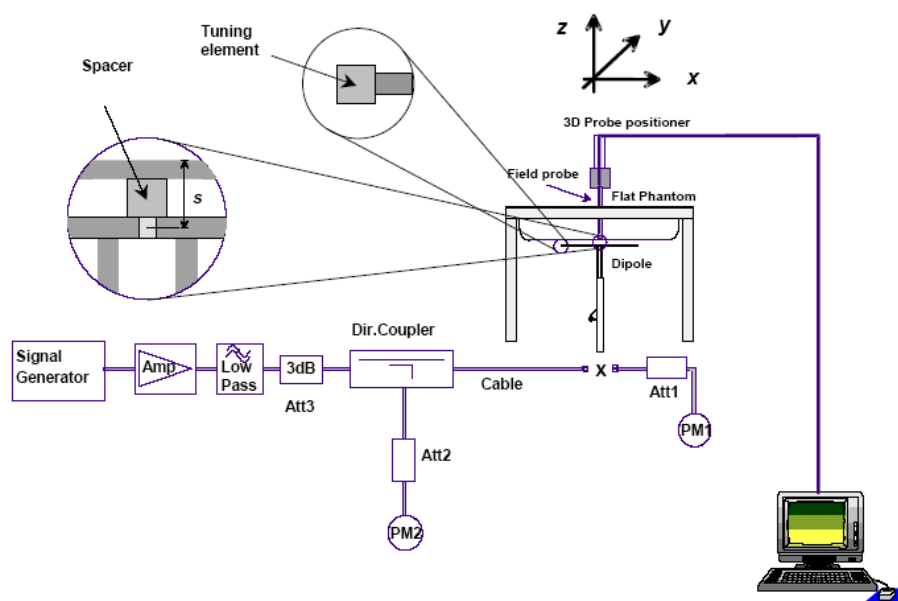 Tuning
element
Spacer
z
y
x
3D Probe positioner
Field probe
s
Flat Phantom
Dipole
Dir.Coupler
Signal
Generator
Amp
Low
Pass
3dB
Att3
Cable
X
Att1
PM1
Att2
PM2